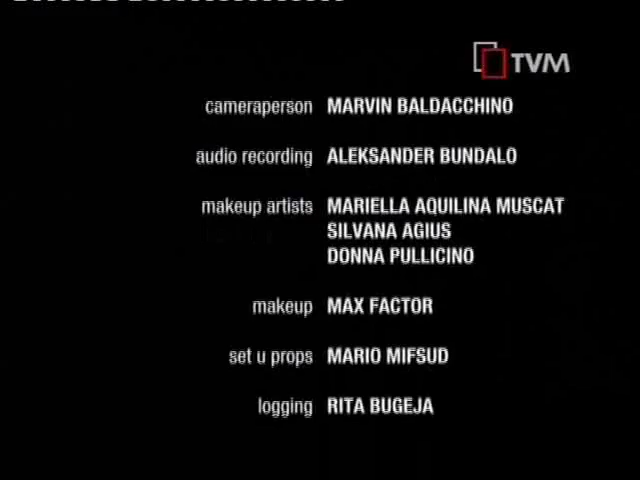 TVM
cameraperson MARVIN BALDACCHINO
audio recording ALEKSANDER BUNDALO
makeup artists MARIELLA AQUILINA MUSCAT
SILVANA AGIUS
DONNA PULLICINO
makeup MAX FACTOR
set u props MARIO MIFSUD
logging RITA BUGEJA